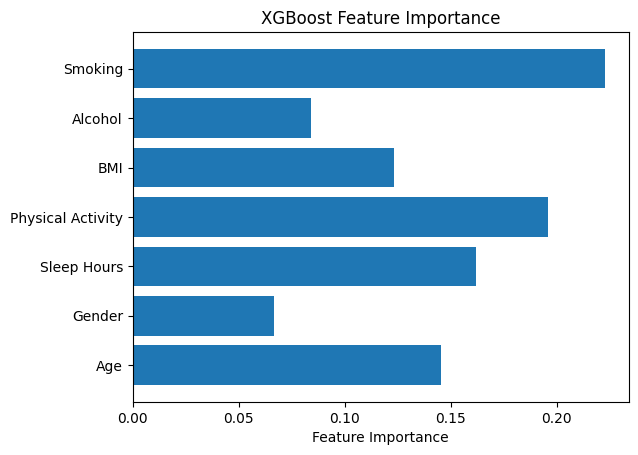 XGBoost Feature Importance
Smoking
Alcohol
BMI
Physical Activity
Sleep Hours
Gender
Age
0.00 0.05 0.10 0.15 0.20
Feature Importance